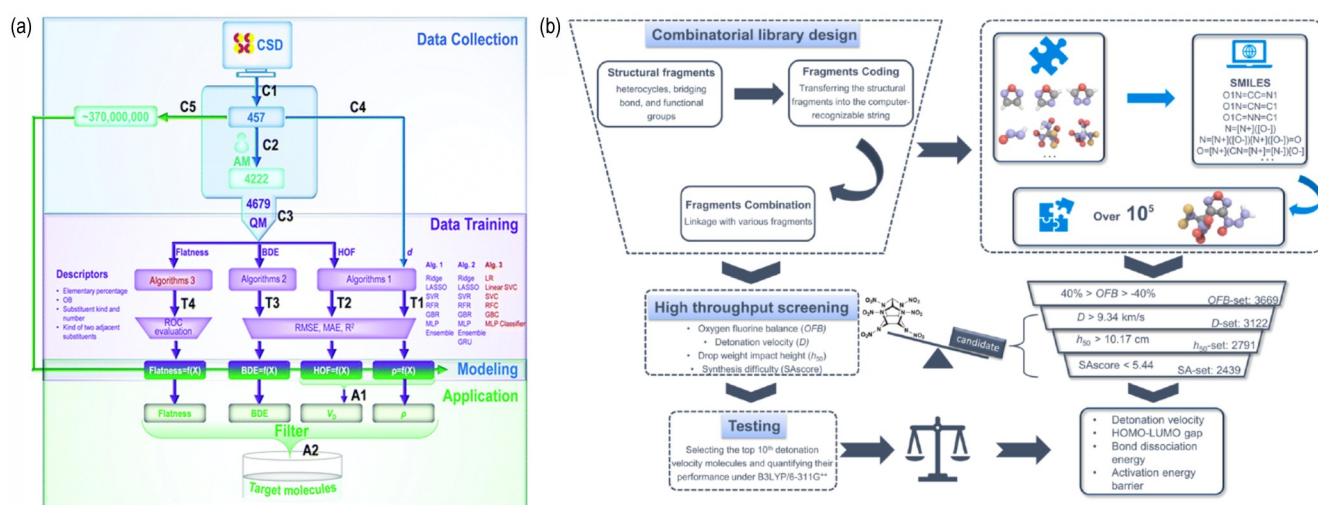 (a)
Data Collection
CSD
C1
C5
C4
~370,000,000
457
C2
AM
4222
4679
C3
QM
Data Training
Flatness
BDE
HOF
d
Descriptors
• Elementary percentage
• OB
• Substituent kind and number
• Kind of two adjacent substituents
Algorithms 3
Algorithms 2
Algorithms 1
T4
T3
T2
T1
ROC evaluation
RMSE, MAE, R²
Alg. 1
Ridge
LASSO
SVR
RFR
GBR
MLP
Ensemble
Alg. 2
Ridge
LASSO
SVR
RFR
GBR
MLP
Ensemble
GRU
Alg. 3
LR
Linear SVC
SVC
RFC
GBC
MLP Classifier
Flatness=f(X)
BDE=f(X)
HOF=f(X)
ρ=f(X)
Modeling
Application
A1
Flatness
BDE
V_D
ρ
Filter
A2
Target molecules
(b)
Combinatorial library design
Structural fragments
heterocycles, bridging
bond, and functional
groups
Fragments Coding
Transferring the structural
fragments into the computer-
recognizable string
Fragments Combination
Linkage with various fragments
...
SMILES
O1N=CC=N1
O1N=CN=C1
O1C=NN=C1
N=[N+]([O-])
N=[N+]([O-])[N+]([O-])=O
O=[N+](CN=[N+]=[N-])[O-]
...
Over 10⁵
High throughput screening
• Oxygen fluorine balance (OFB)
• Detonation velocity (D)
• Drop weight impact height (h₅₀)
• Synthesis difficulty (SAscore)
O₂N
NO₂
O₂N
NO₂
O₂N
NO₂
N
N
N
N
N
N
candidate
40% > OFB > -40%
OFB-set: 3669
D > 9.34 km/s
D-set: 3122
h₅₀ > 10.17 cm
h₅₀-set: 2791
SAscore < 5.44
SA-set: 2439
Testing
Selecting the top 10ᵗʰ detonation
velocity molecules and quantifying their
performance under B3LYP/6-311G⁺⁺
• Detonation velocity
• HOMO-LUMO gap
• Bond dissociation
energy
• Activation energy
barrier